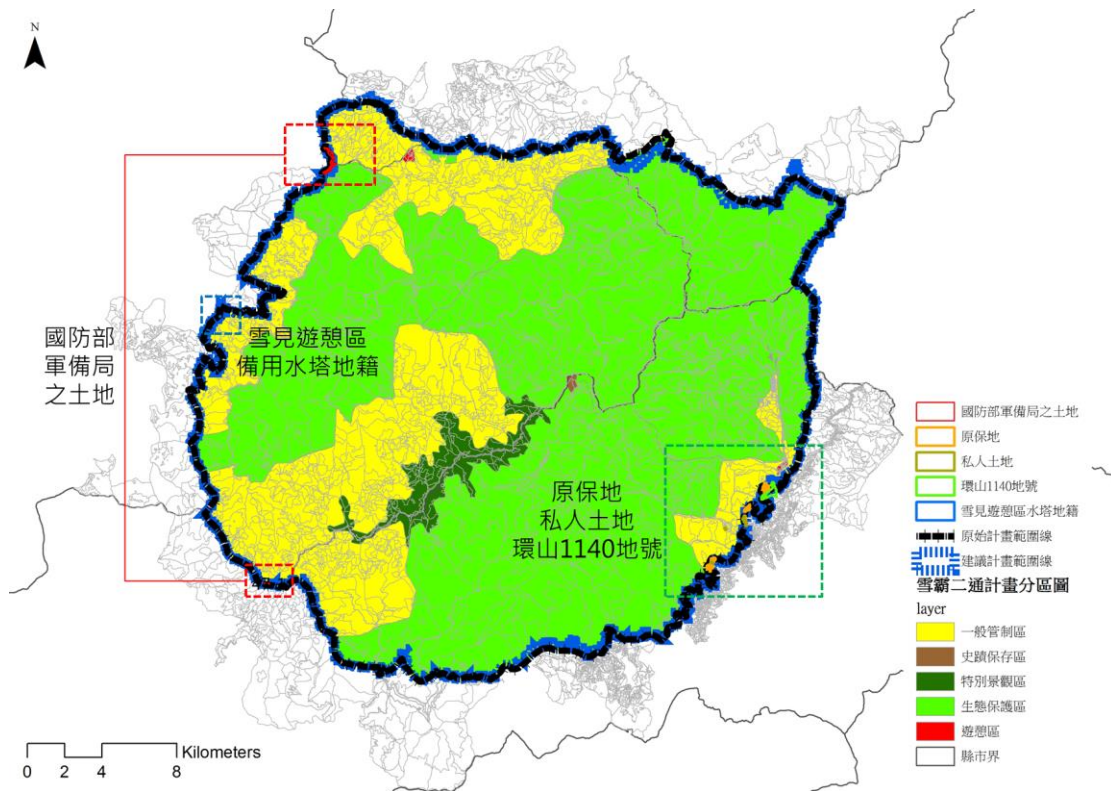 N
國防部
軍備局
之土地
雪見遊憩區
備用水塔地籍
原保地
私人土地
環山1140地號
國防部軍備局之土地
原保地
私人土地
環山1140地號
雪見遊憩區水塔地籍
原始計畫範圍線
建議計畫範圍線
雪霸二通計畫分區圖
layer
一般管制區
史蹟保存區
特別景觀區
生態保護區
遊憩區
縣市界
Kilometers
0 2 4 8